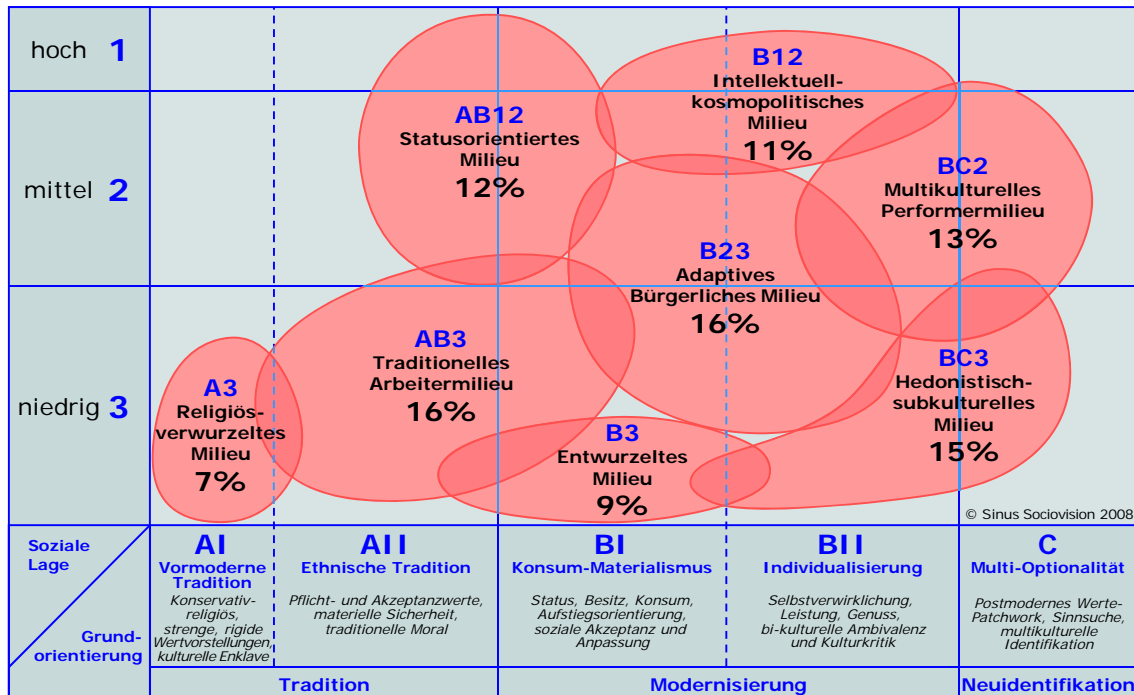 hoch 1
mittel 2
niedrig 3
B12
Intellektuell-
kosmopolitisches
Milieu
11%
AB12
Statusorientiertes
Milieu
12%
BC2
Multikulturelles
Performermilieu
13%
B23
Adaptives
Bürgerliches Milieu
16%
AB3
Traditionelles
Arbeitermilieu
16%
A3
Religiös-
verwurzeltes
Milieu
7%
BC3
Hedonistisch-
subkulturelles
Milieu
15%
B3
Entwurzeltes
Milieu
9%
© Sinus Sociovision 2008
Soziale
Lage
Grund-
orientierung
AI
Vormoderne
Tradition
Konservativ-
religiös,
strenge, rigide
Wertvorstellungen,
kulturelle Enklave
AII
Ethnische Tradition
Pflicht- und Akzeptanzwerte,
materielle Sicherheit,
traditionelle Moral
BI
Konsum-Materialismus
Status, Besitz, Konsum,
Aufstiegsorientierung,
soziale Akzeptanz und
Anpassung
BII
Individualisierung
Selbstverwirklichung,
Leistung, Genuss,
bi-kulturelle Ambivalenz
und Kulturkritik
C
Multi-Optionalität
Postmodernes Werte-
Patchwork, Sinnsuche,
multikulturelle
Identifikation
Tradition
Modernisierung
Neuidentifikation